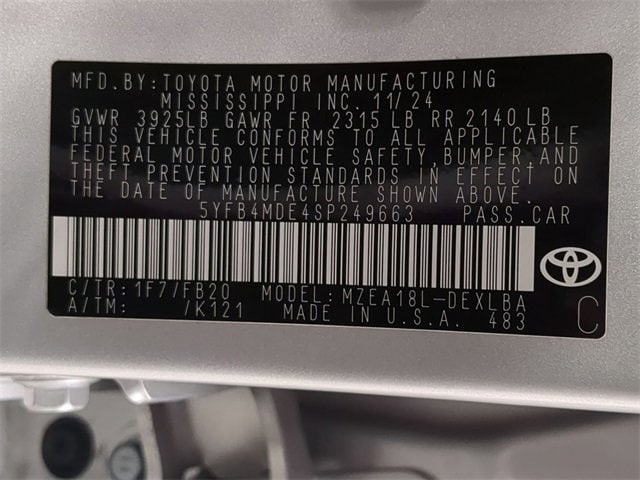 MFD.BY: TOYOTA MOTOR MANUFACTURING
MISSISSIPPI INC. 11/24
GVWR 3925LB GAWR FR 2315 LB RR 2140 LB
THIS VEHICLE CONFORMS TO ALL APPLICABLE
FEDERAL MOTOR VEHICLE SAFETY, BUMPER AND
THEFT PREVENTION STANDARDS IN EFFECT ON
THE DATE OF MANUFACTURE SHOWN ABOVE.
5YFB4MDE4SP249663 PASS.CAR
C/TR: 1F7/FB20 MODEL: MZEA18L-DEXLBA
A/TM: /K121 MADE IN U.S.A. 483 C